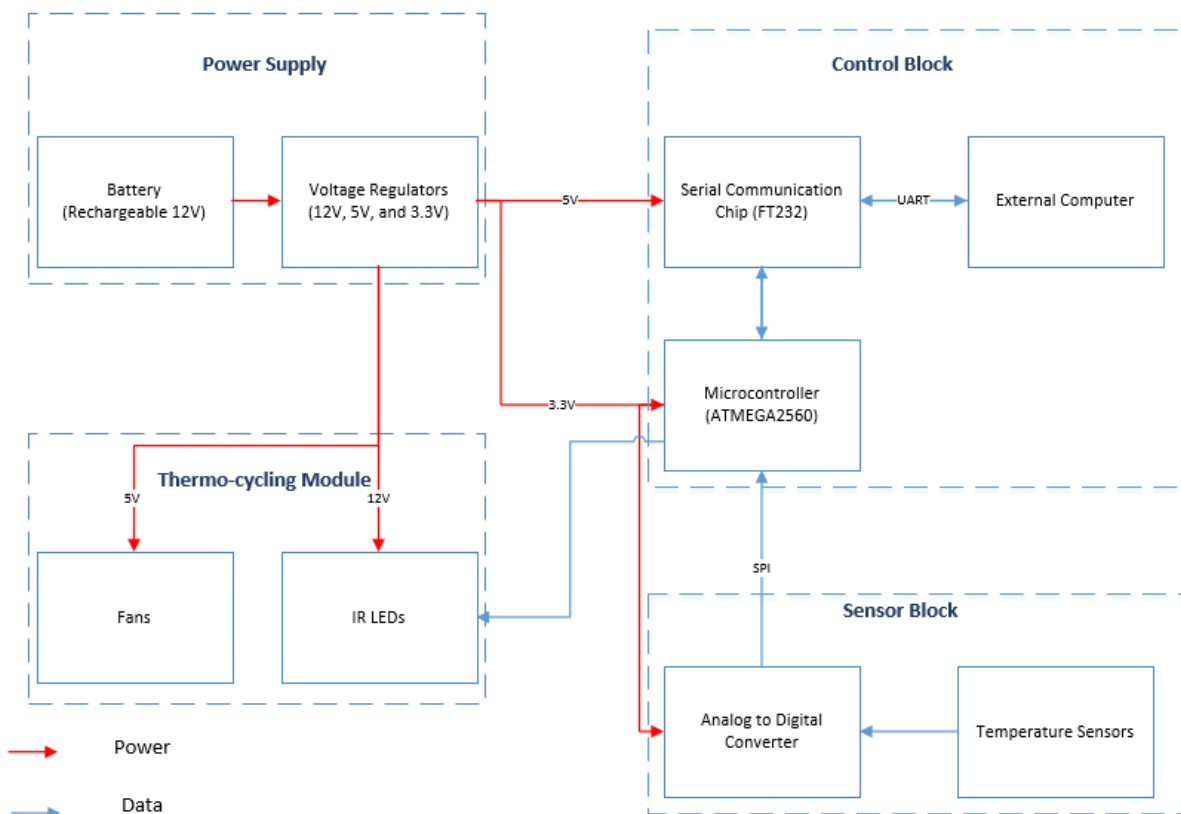 Power Supply
Battery
(Rechargeable 12V)
Voltage Regulators
(12V, 5V, and 3.3V)
5V
Control Block
Serial Communication
Chip (FT232)
UART
External Computer
3.3V
Microcontroller
(ATMEGA2560)
Thermo-cycling Module
5V
12V
Fans
IR LEDs
SPI
Sensor Block
Analog to Digital
Converter
Temperature Sensors
Power
Data